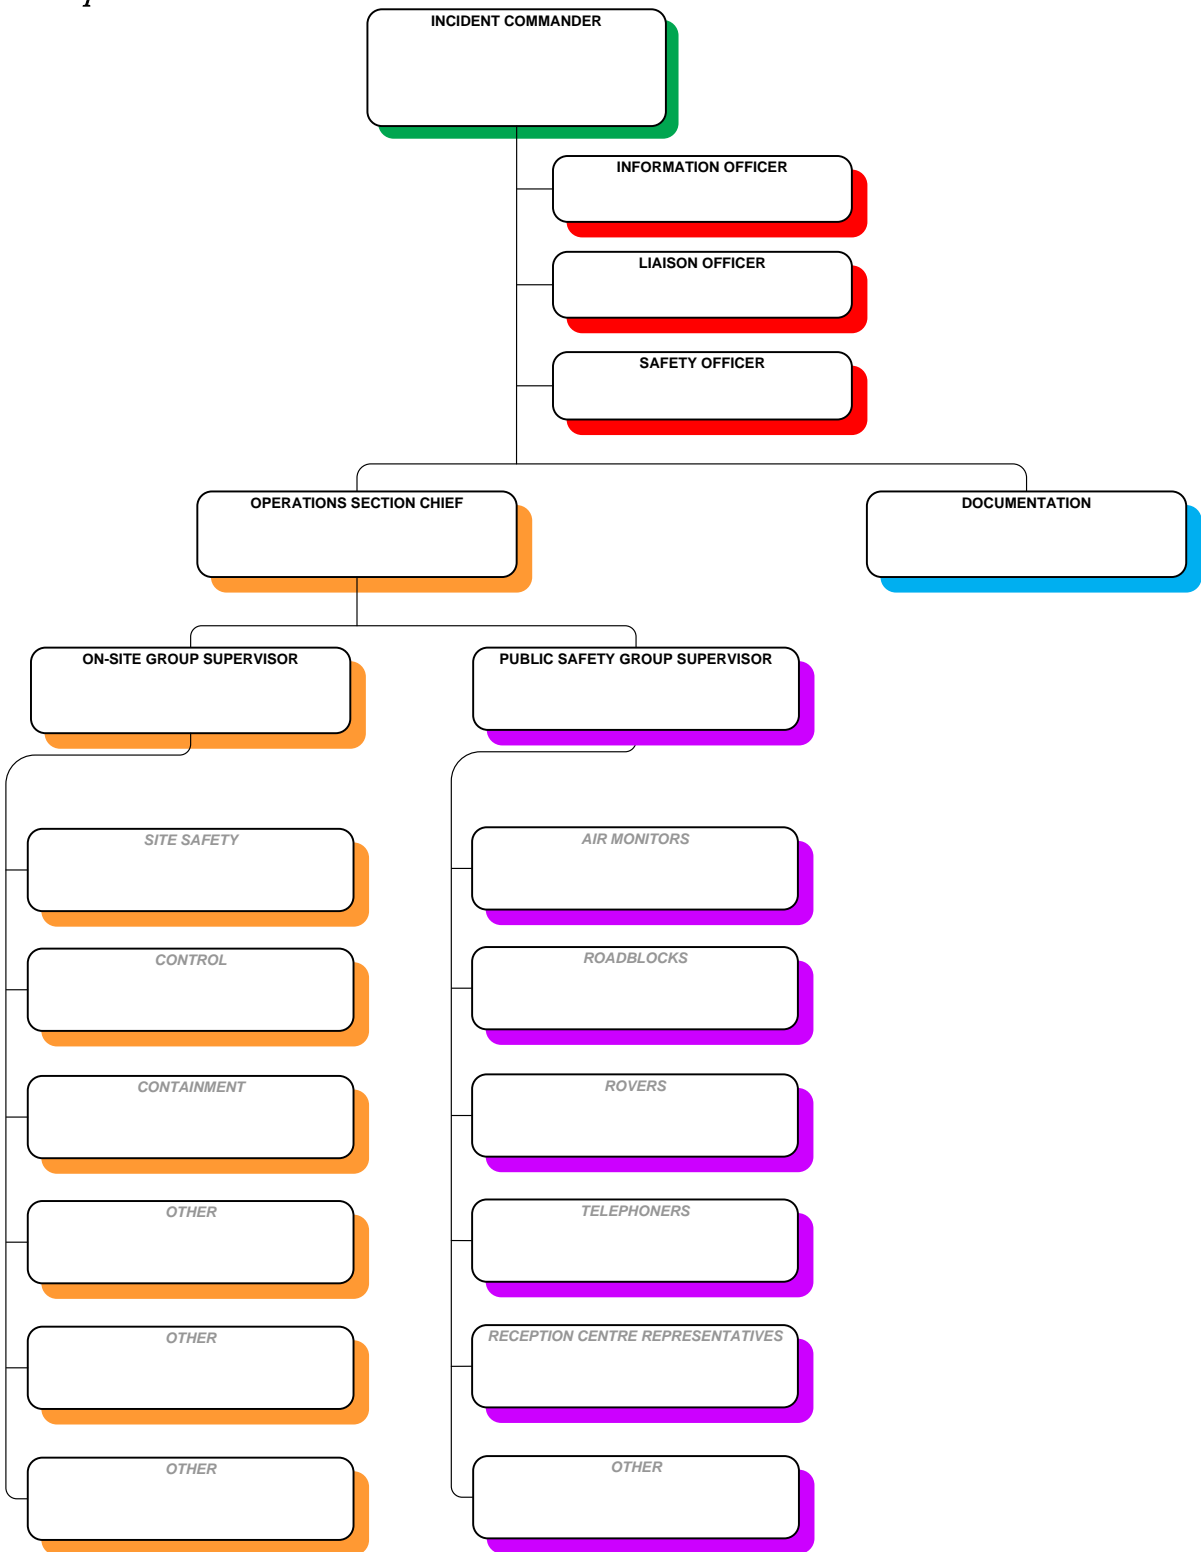 INCIDENT COMMANDER
INFORMATION OFFICER
LIAISON OFFICER
SAFETY OFFICER
OPERATIONS SECTION CHIEF
DOCUMENTATION
ON-SITE GROUP SUPERVISOR
PUBLIC SAFETY GROUP SUPERVISOR
SITE SAFETY
CONTROL
CONTAINMENT
OTHER
OTHER
OTHER
AIR MONITORS
ROADBLOCKS
ROVERS
TELEPHONERS
RECEPTION CENTRE REPRESENTATIVES
OTHER